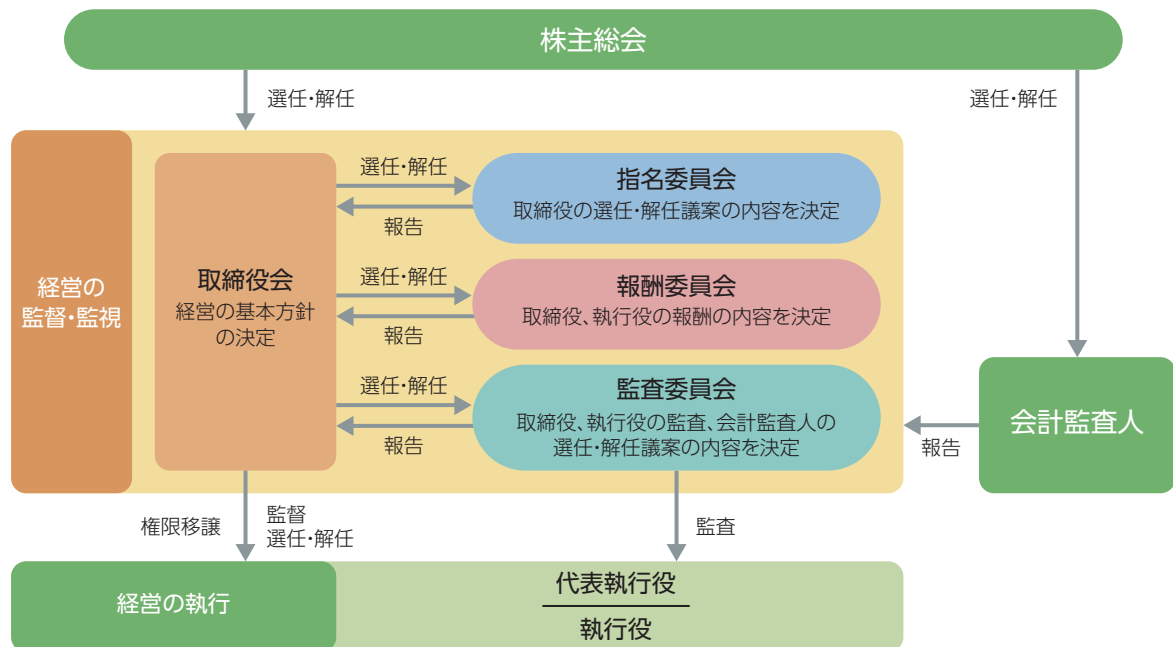 株主総会
選任・解任
選任・解任
経営の
監督・監視
取締役会
経営の基本方針
の決定
選任・解任
報告
指名委員会
取締役の選任・解任議案の内容を決定
選任・解任
報告
報酬委員会
取締役、執行役の報酬の内容を決定
選任・解任
報告
監査委員会
取締役、執行役の監査、会計監査人の
選任・解任議案の内容を決定
報告
会計監査人
権限移譲
監督
選任・解任
監査
経営の執行
代表執行役
執行役